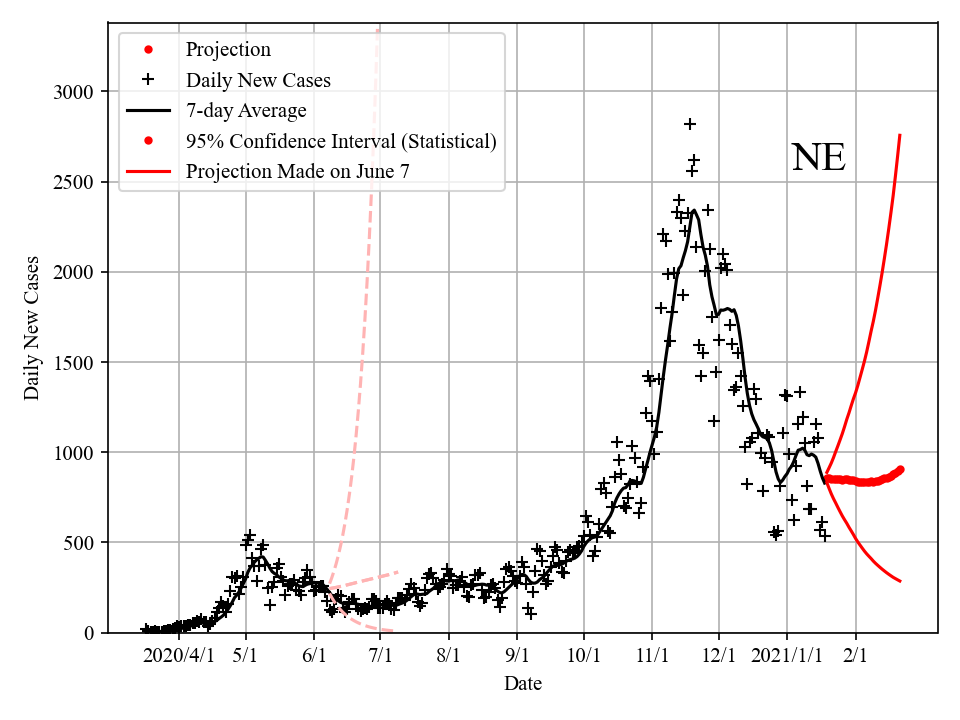 Projection
Daily New Cases
7-day Average
95% Confidence Interval (Statistical)
Projection Made on June 7
NE
3000
2500
2000
1500
1000
500
0
Daily New Cases
2020/4/1 5/1 6/1 7/1 8/1 9/1 10/1 11/1 12/1 2021/1/1 2/1
Date